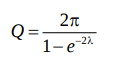 Q = 2π / (1 − e^{−2λ})